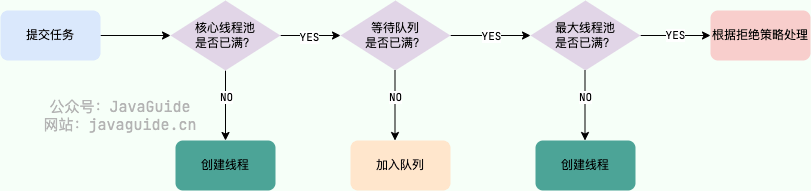 提交任务
核心线程池
是否已满?
YES
等待队列
是否已满?
YES
最大线程池
是否已满?
YES
根据拒绝策略处理
NO
NO
NO
公众号：JavaGuide
网站：javaguide.cn
创建线程
加入队列
创建线程